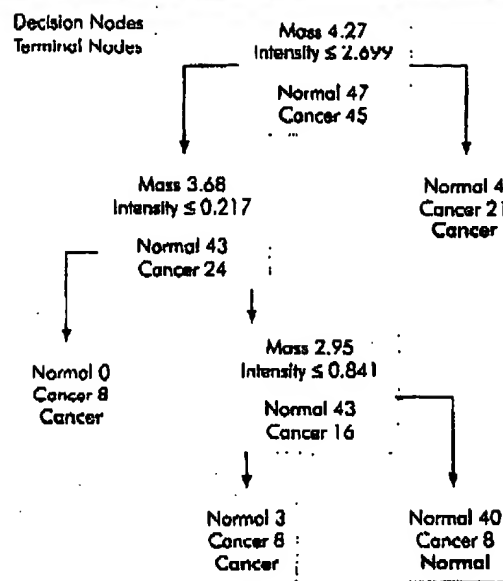 Decision Nodes
Terminal Nodes
Mass 4.27
Intensity ≤ 2.699
Normal 47
Cancer 45
Mass 3.68
Intensity ≤ 0.217
Normal 43
Cancer 24
Normal 4
Cancer 21
Cancer
Normal 0
Cancer 8
Cancer
Mass 2.95
Intensity ≤ 0.841
Normal 43
Cancer 16
Normal 3
Cancer 8
Cancer
Normal 40
Cancer 8
Normal